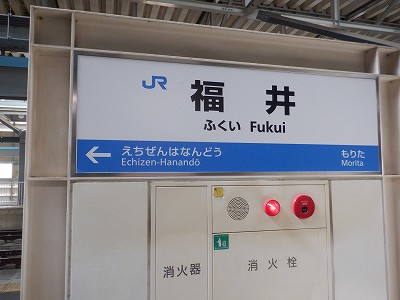 JR
福井
ふくい Fukui
← えちぜんはなんどう
Echizen-Hanandō
もりた
Morita
消火器
消火栓